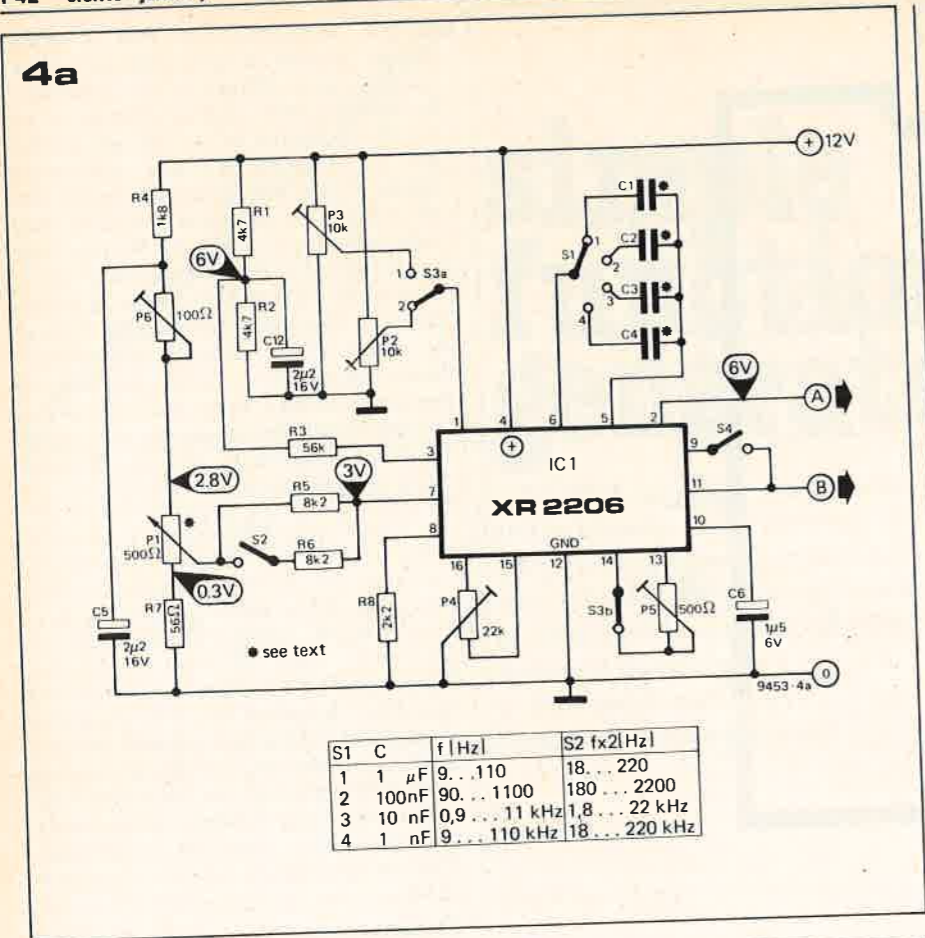 4a
+ 12V
R4
1k8
R1
4k7
P3
10k
C1
6V
S3a
1
2
S1
1
2
3
4
C2
C3
C4
P6
100Ω
R2
4k7
C12
2µ2
16V
P2
10k
6V
A
1
4
6
5
2
R3
56k
3
+
IC1
9
S4
2.8V
3V
R5
8k2
7
XR 2206
11
B
P1
500Ω
S2
R6
8k2
8
GND
10
16
15
12
14
13
0.3V
C5
2µ2
16V
R7
56Ω
R8
2k2
P4
22k
S3b
P5
500Ω
C6
1µ5
6V
see text
9453-4a
0
S1 C f |Hz| S2 fx2|Hz|
1 1 µF 9...110 18...220
2 100nF 90...1100 180...2200
3 10 nF 0,9...11 kHz 1,8...22 kHz
4 1 nF 9...110 kHz 18...220 kHz